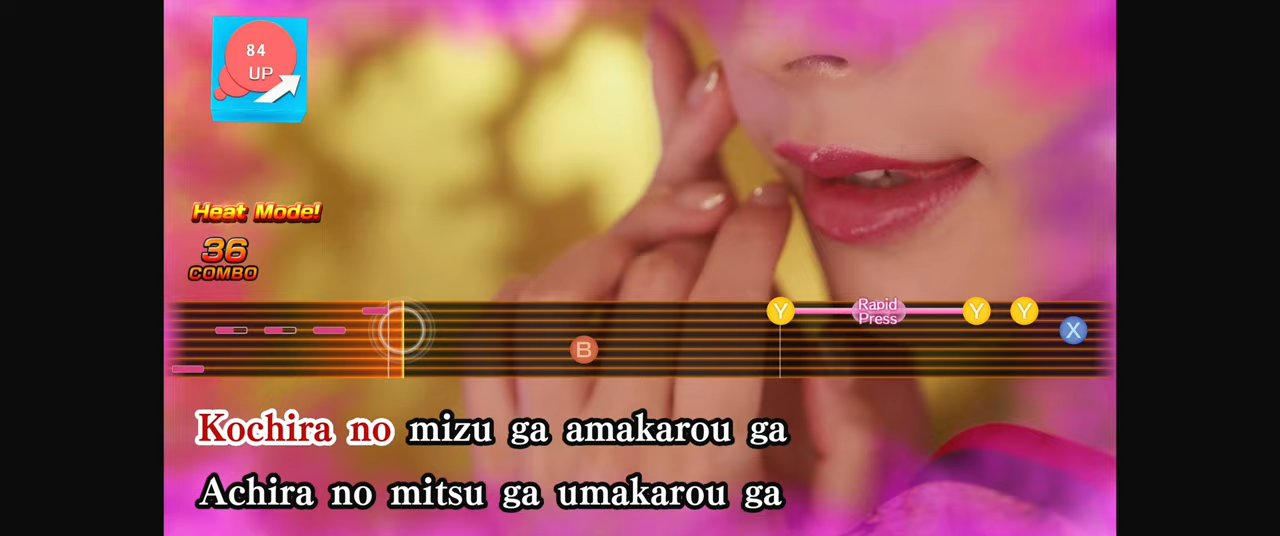 84
UP
Heat Mode!
36
COMBO
Y
Rapid
Press
Y
Y
X
B
Kochira no mizu ga amakarou ga
Achira no mitsu ga umakarou ga